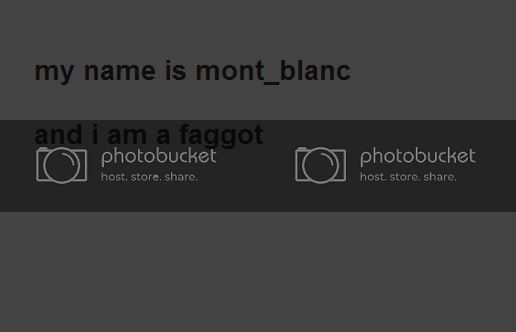 my name is mont_blanc
and i am a faggot
photobucket photobucket
host. store. share. host. store. share.